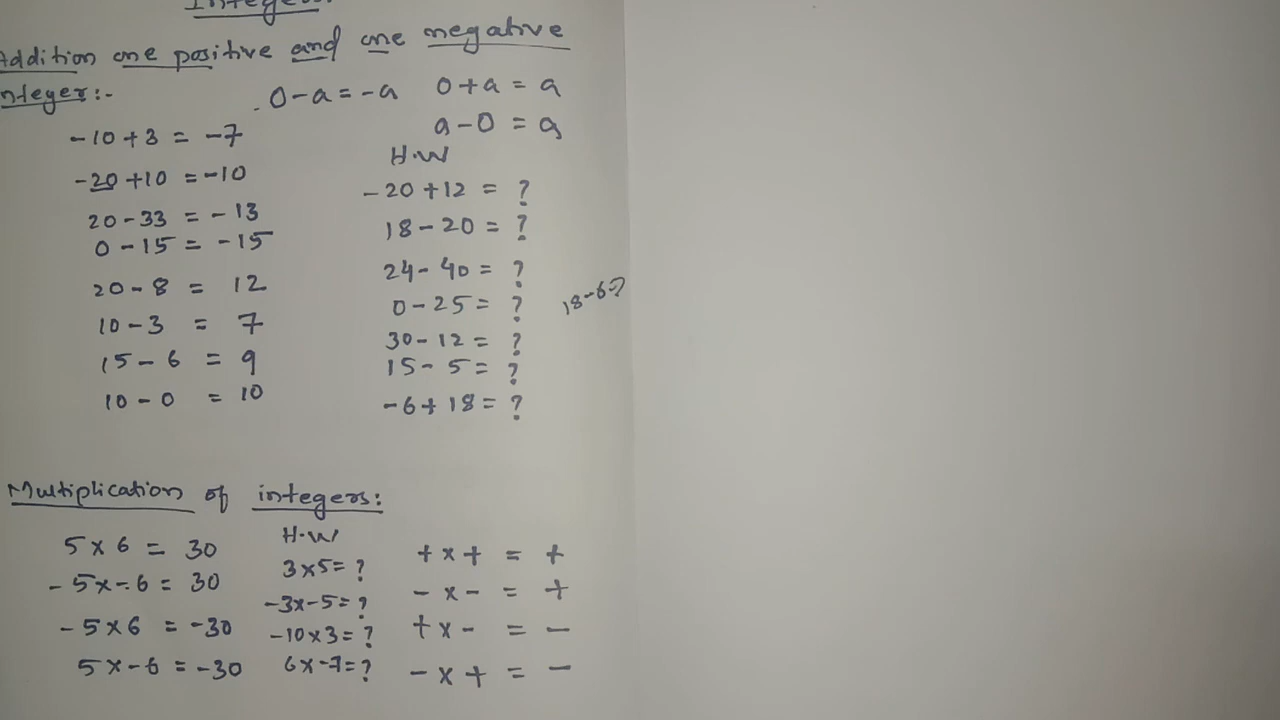 Integers
Addition one positive and one negative
integer:-
0-a=-a
0+a = a
a-0 = a
-10+3 = -7
-20+10 =-10
20-33 = -13
0-15 = -15
20-8 = 12
10-3 = 7
15-6 = 9
10-0 = 10
H.W
-20+12 = ?
18-20= ?
24-40 = ?
0-25= ?
30-12 = ?
15-5= ?
-6+18= ?
18-6=?
Multiplication of integers:
5x6 = 30
-5x-6= 30
-5x6 = -30
5x-6 =-30
H.W
3x5=?
-3x-5=?
-10x3=?
6x-7=?
+x+ = +
-x- = +
+x- = -
-x+ = -